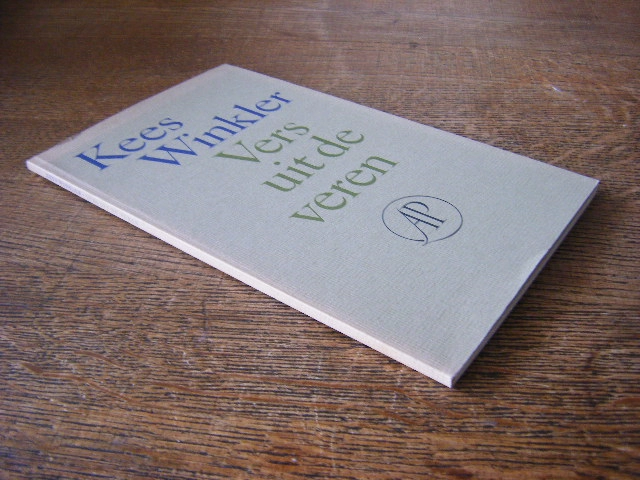 Kees
Winkler
Vers
uit de
veren
AP